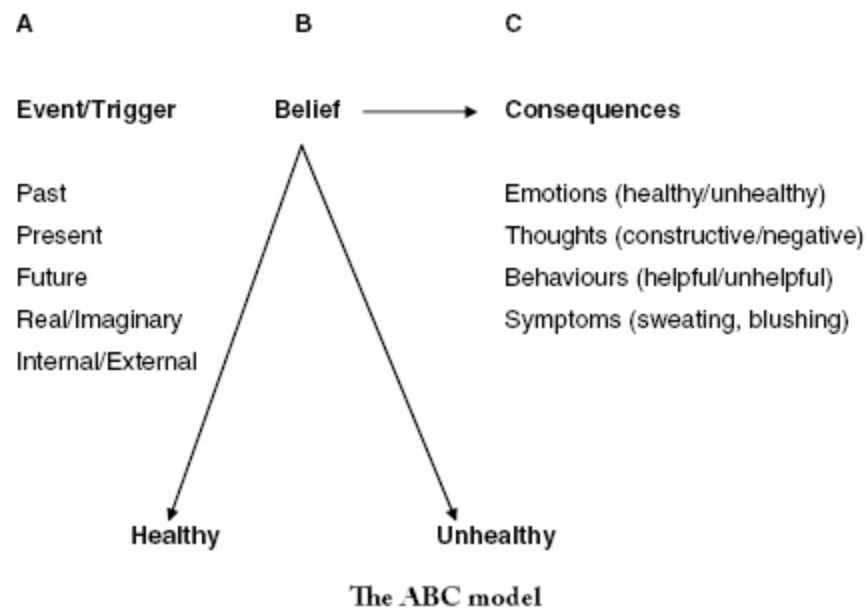 A B C
Event/Trigger Belief Consequences
Past Emotions (healthy/unhealthy)
Present Thoughts (constructive/negative)
Future Behaviours (helpful/unhelpful)
Real/Imaginary Symptoms (sweating, blushing)
Internal/External
Healthy Unhealthy
The ABC model